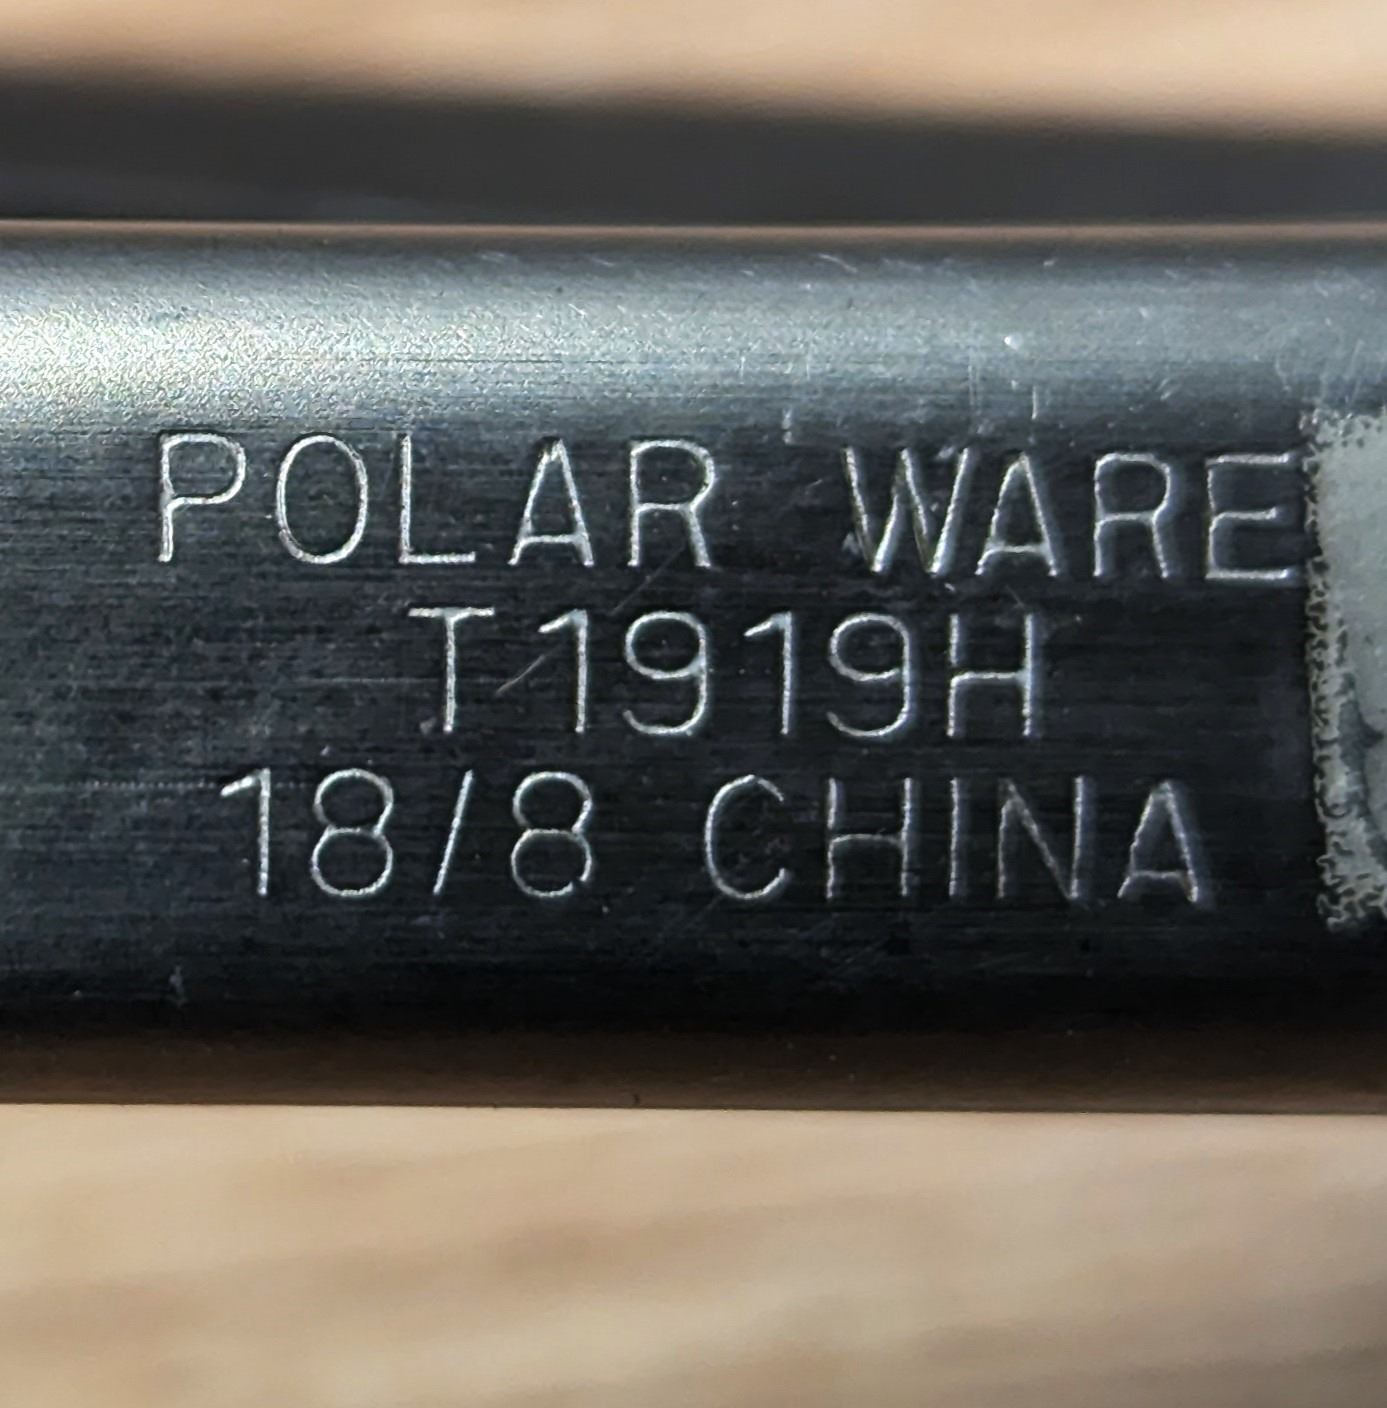 POLAR WARE
T1919H
18/8 CHINA